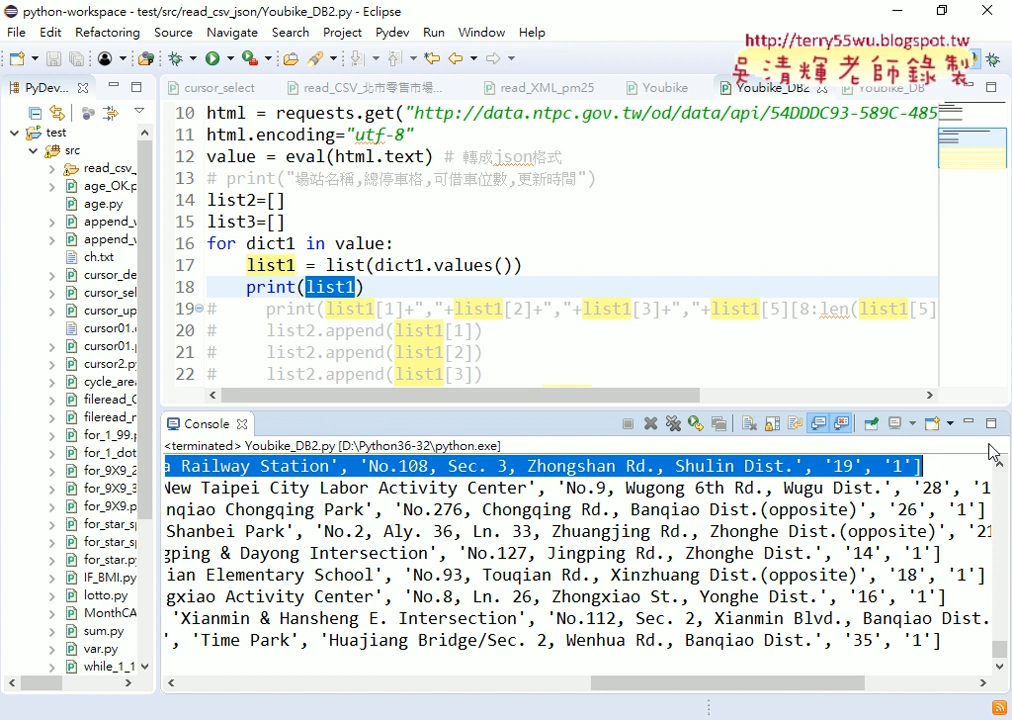 python-workspace - test/src/read_csv_json/Youbike_DB2.py - Eclipse
File Edit Refactoring Source Navigate Search Project Pydev Run Window Help
http://terry55wu.blogspot.tw
吳清輝老師錄製
PyDev...
cursor_select
read_CSV_北市零售市場...
read_XML_pm25
Youbike
Youbike_DB2
Youbike_DB
test
src
read_csv_
age_OK.p
age.py
append_v
append_v
ch.txt
cursor_de
cursor_sel
cursor_up
cursor01.
cursor01.
cursor2.p
cycle_are
fileread_C
fileread_r
for_1_99.
for_1_dot
for_9X9_2
for_9X9_3
for_9X9.p
for_star_s
for_star_s
for_star.p
IF_BMI.py
lotto.py
MonthCA
sum.py
var.py
while_1_1
10 html = requests.get("http://data.ntpc.gov.tw/od/data/api/54DDDC93-589C-485
11 html.encoding="utf-8"
12 value = eval(html.text) # 轉成json格式
13 # print("場站名稱,總停車格,可借車位數,更新時間")
14 list2=[]
15 list3=[]
16 for dict1 in value:
17 list1 = list(dict1.values())
18 print(list1)
19 # print(list1[1]+","+list1[2]+","+list1[3]+","+list1[5][8:len(list1[5]
20 # list2.append(list1[1])
21 # list2.append(list1[2])
22 # list2.append(list1[3])
Console
<terminated> Youbike_DB2.py [D:\Python36-32\python.exe]
a Railway Station', 'No.108, Sec. 3, Zhongshan Rd., Shulin Dist.', '19', '1']
New Taipei City Labor Activity Center', 'No.9, Wugong 6th Rd., Wugu Dist.', '28', '1
nqiao Chongqing Park', 'No.276, Chongqing Rd., Banqiao Dist.(opposite)', '26', '1']
Shanbei Park', 'No.2, Aly. 36, Ln. 33, Zhuangjing Rd., Zhonghe Dist.(opposite)', '21
gping & Dayong Intersection', 'No.127, Jingping Rd., Zhonghe Dist.', '14', '1']
ian Elementary School', 'No.93, Touqian Rd., Xinzhuang Dist.(opposite)', '18', '1']
gxiao Activity Center', 'No.8, Ln. 26, Zhongxiao St., Yonghe Dist.', '16', '1']
'Xianmin & Hansheng E. Intersection', 'No.112, Sec. 2, Xianmin Blvd., Banqiao Dist.
', 'Time Park', 'Huajiang Bridge/Sec. 2, Wenhua Rd., Banqiao Dist.', '35', '1']